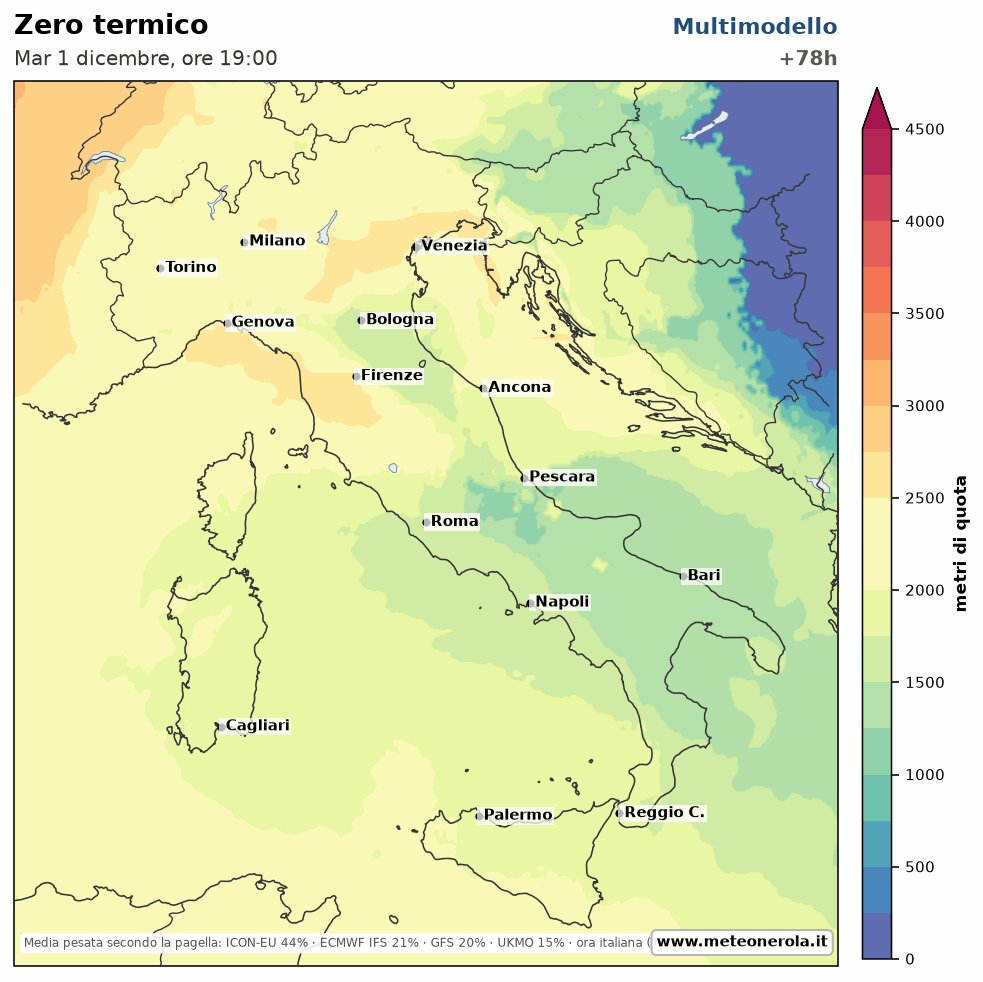 Zero termico
Multimodello
Mar 1 dicembre, ore 19:00
+78h
Milano
Venezia
Torino
Genova
Bologna
Firenze
Ancona
Pescara
Roma
Bari
Napoli
Cagliari
Palermo
Reggio C.
4500
4000
3500
3000
2500
2000
1500
1000
500
0
metri di quota
Media pesata secondo la pagella: ICON-EU 44% · ECMWF IFS 21% · GFS 20% · UKMO 15% · ora italiana (
www.meteonerola.it